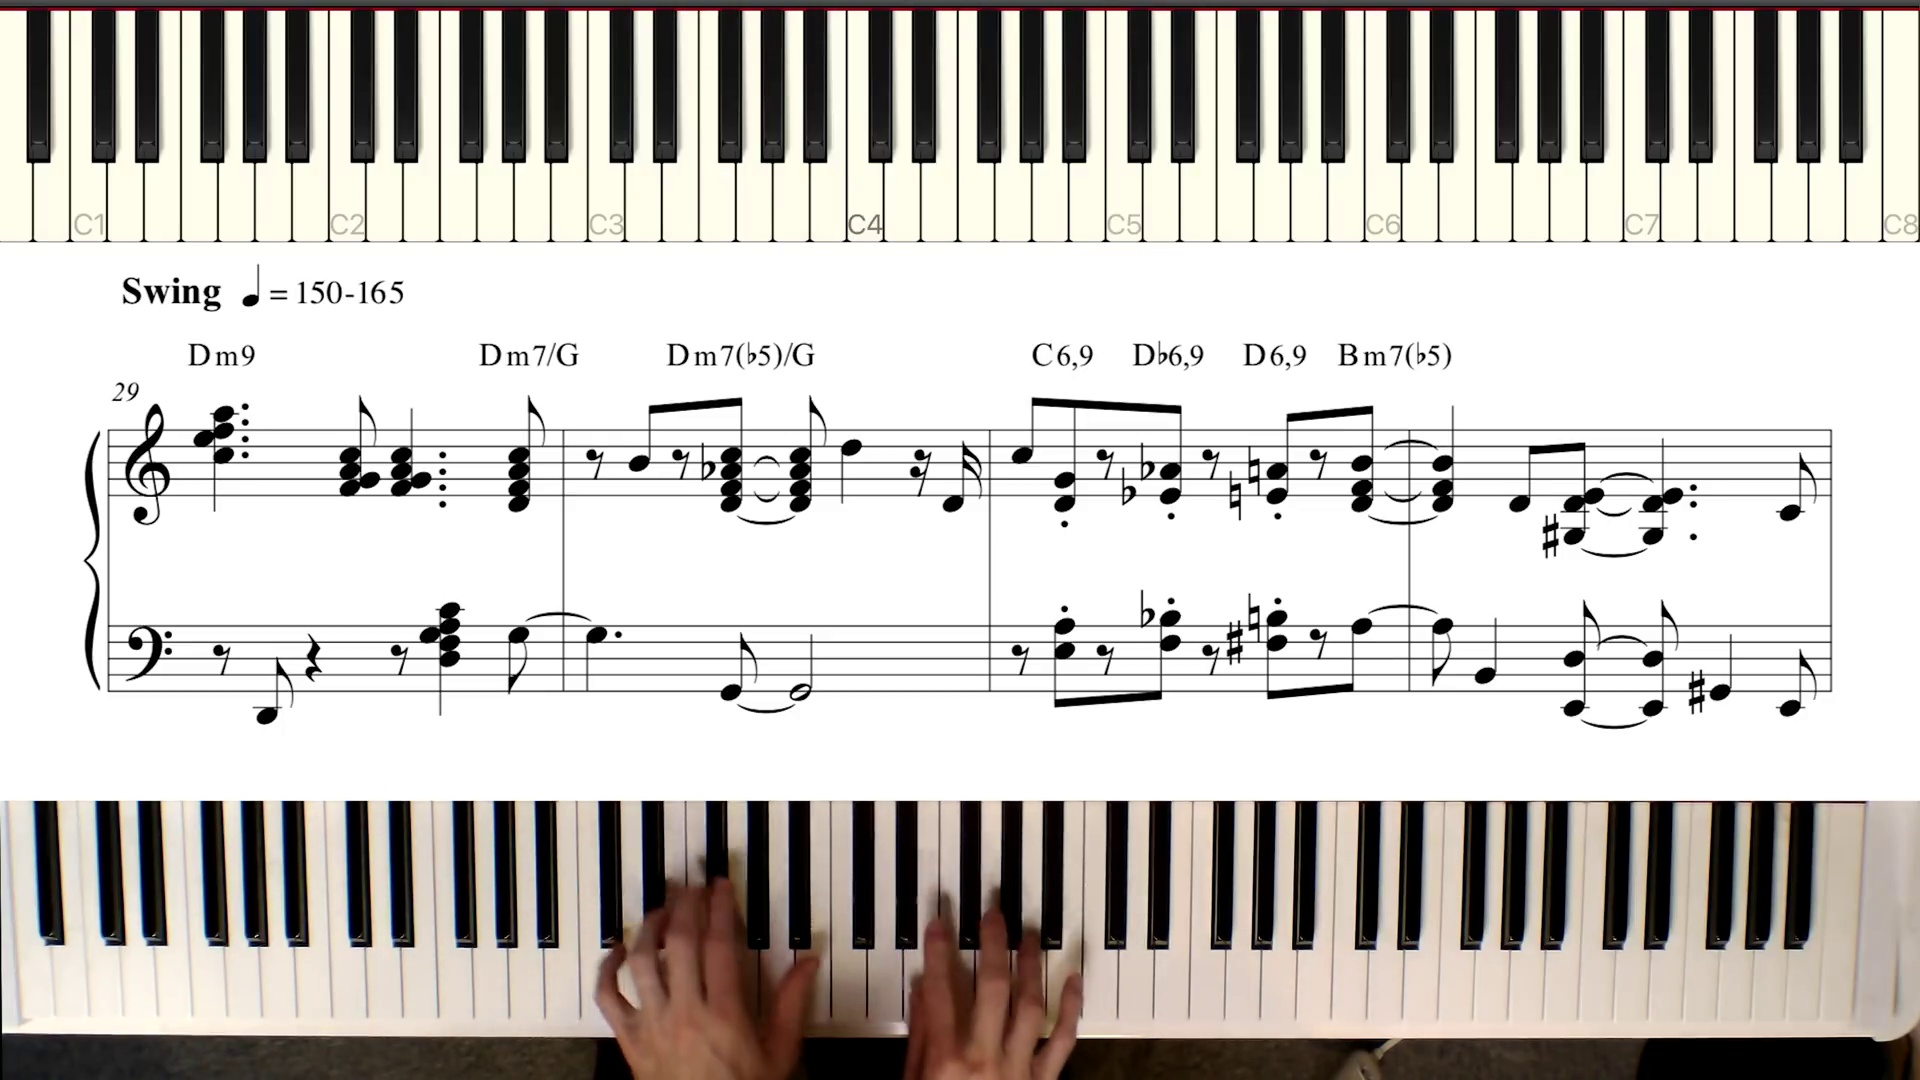 C1 C2 C3 C4 C5 C6 C7 C8
Swing ♩ = 150-165
Dm9 Dm7/G Dm7(♭5)/G C6,9 D♭6,9 D6,9 Bm7(♭5)
29